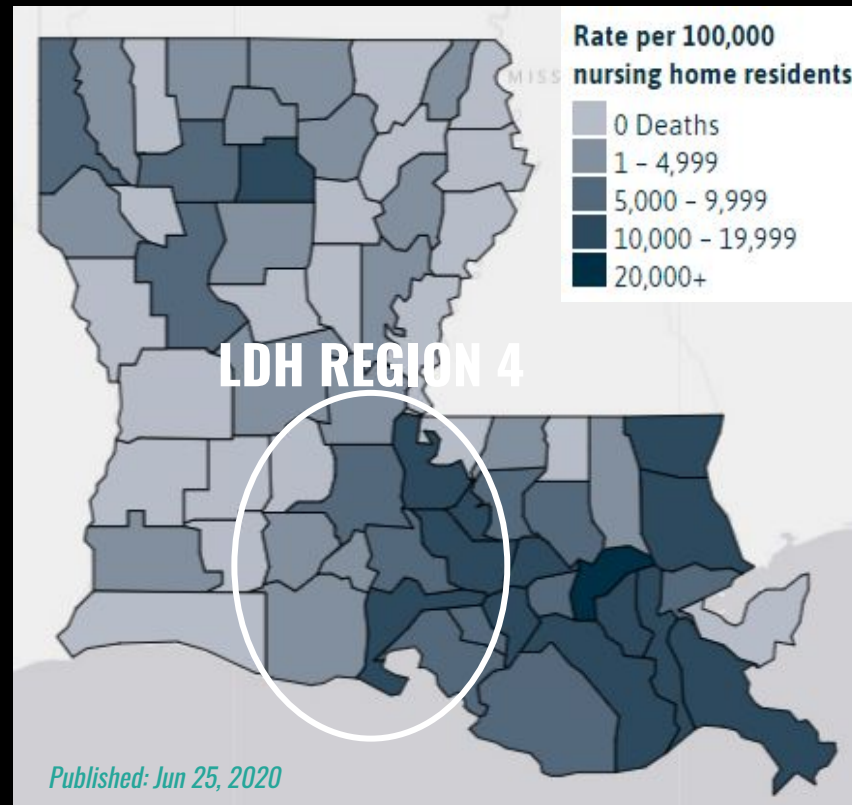 Rate per 100,000
nursing home residents
MISS
0 Deaths
1 – 4,999
5,000 – 9,999
10,000 – 19,999
20,000+
LDH REGION 4
Published: Jun 25, 2020